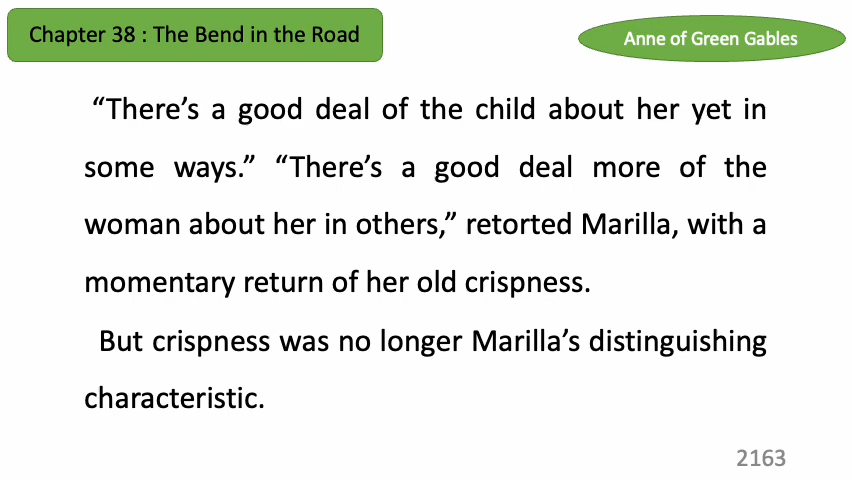 Chapter 38 : The Bend in the Road
Anne of Green Gables
“There’s a good deal of the child about her yet in
some ways.” “There’s a good deal more of the
woman about her in others,” retorted Marilla, with a
momentary return of her old crispness.
But crispness was no longer Marilla’s distinguishing
characteristic.
2163